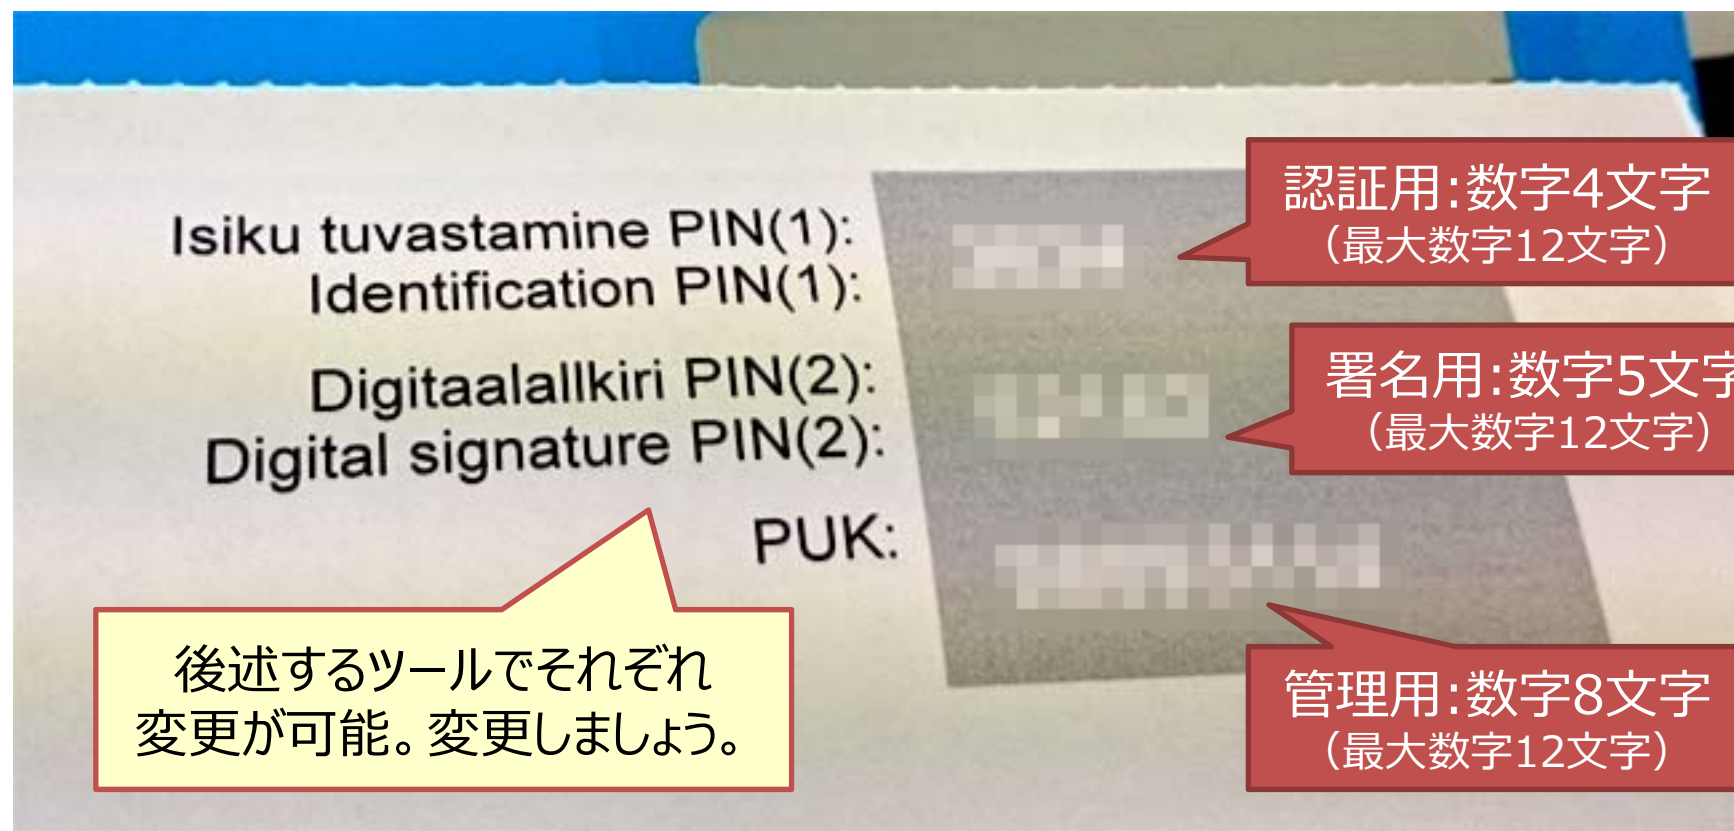 Isiku tuvastamine PIN(1):
Identification PIN(1):
認証用:数字4文字
（最大数字12文字）
Digitaalallkiri PIN(2):
Digital signature PIN(2):
署名用:数字5文字
（最大数字12文字）
PUK:
管理用:数字8文字
（最大数字12文字）
後述するツールでそれぞれ
変更が可能。変更しましょう。